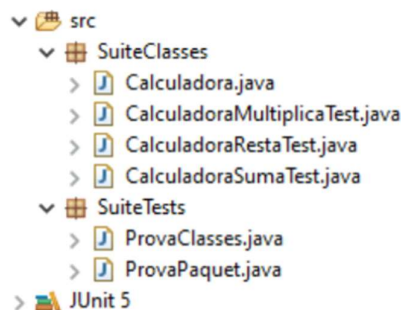 src
SuiteClasses
Calculadora.java
CalculadoraMultiplicaTest.java
CalculadoraRestaTest.java
CalculadoraSumaTest.java
SuiteTests
ProvaClasses.java
ProvaPaquet.java
JUnit 5